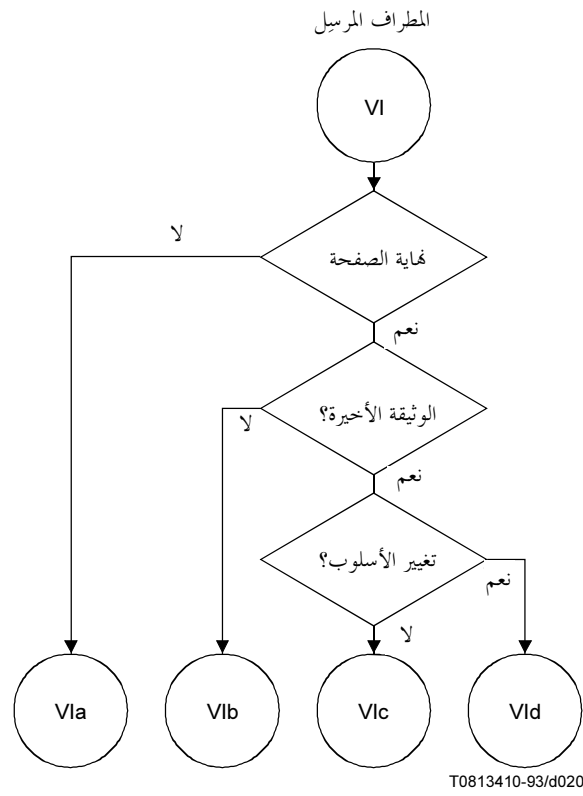 المطراف المرسِل
VI
نهاية الصفحة
لا
نعم
الوثيقة الأخيرة؟
لا
نعم
تغيير الأسلوب؟
نعم
لا
VIa
VIb
VIc
VId
T0813410-93/d020